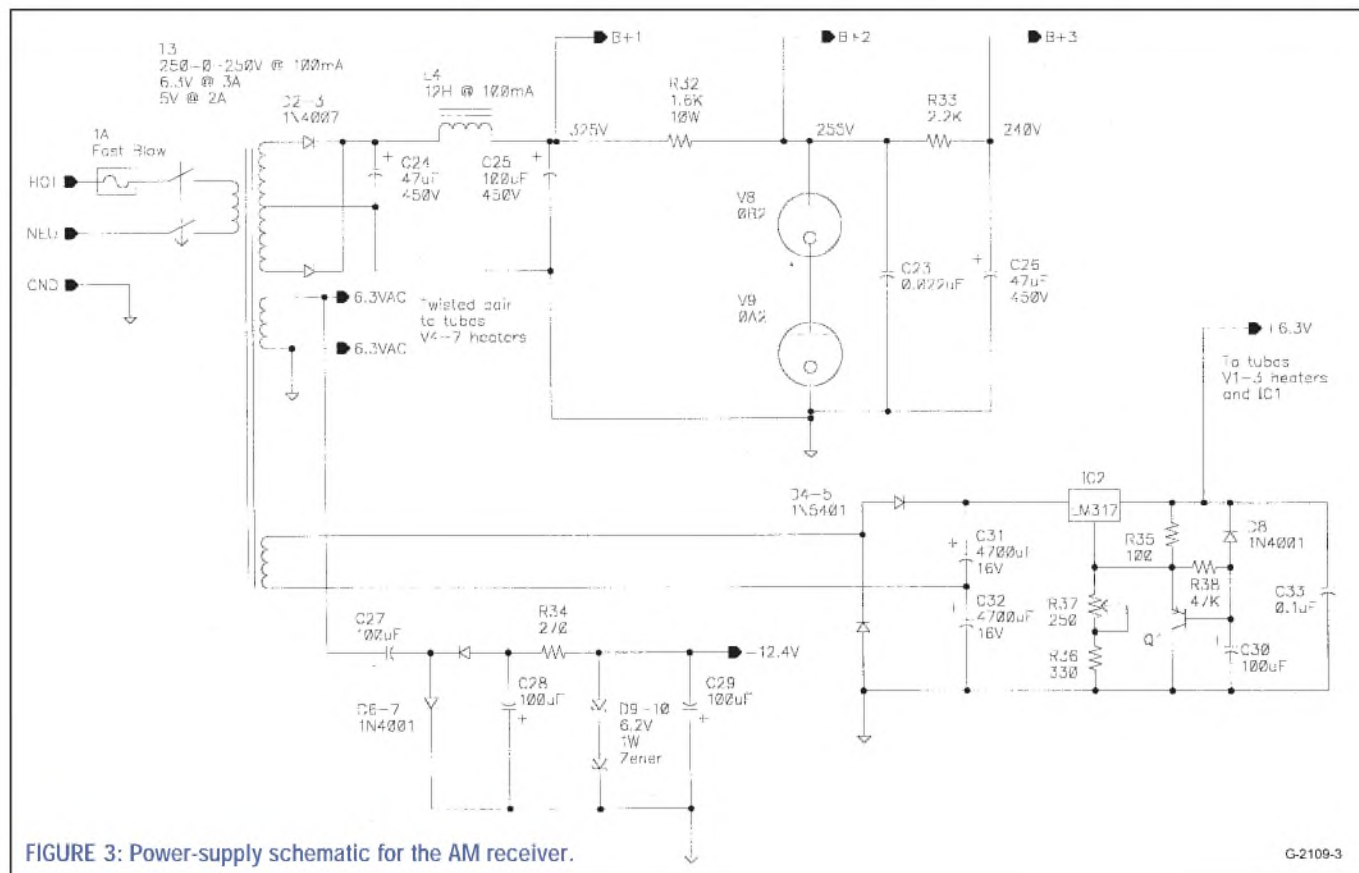 T3
250-0-250V @ 100mA
6.3V @ 3A
5V @ 2A
1A
Fast Blow
HOT
NEU
GND
D2-3
1N4007
L4
12H @ 100mA
C24
47uF
450V
C25
100uF
450V
B+1
325V
R32
1.6K
10W
B+2
255V
R33
2.2K
B+3
240V
V8
0B2
V9
0A2
C23
0.022uF
C26
47uF
450V
6.3VAC
6.3VAC
Twisted pair
to tubes
V4-7 heaters
+6.3V
To tubes
V1-3 heaters
and IC1
D4-5
1N5401
C31
4700uF
16V
C32
4700uF
16V
IC2
LM317
R35
100
D8
1N4001
R38
47K
R37
250
R36
330
Q1
C30
100uF
C33
0.1uF
C27
100uF
D6-7
1N4001
C28
100uF
R34
270
D9-10
6.2V
1W
Zener
C29
100uF
-12.4V
FIGURE 3: Power-supply schematic for the AM receiver.
G-2109-3